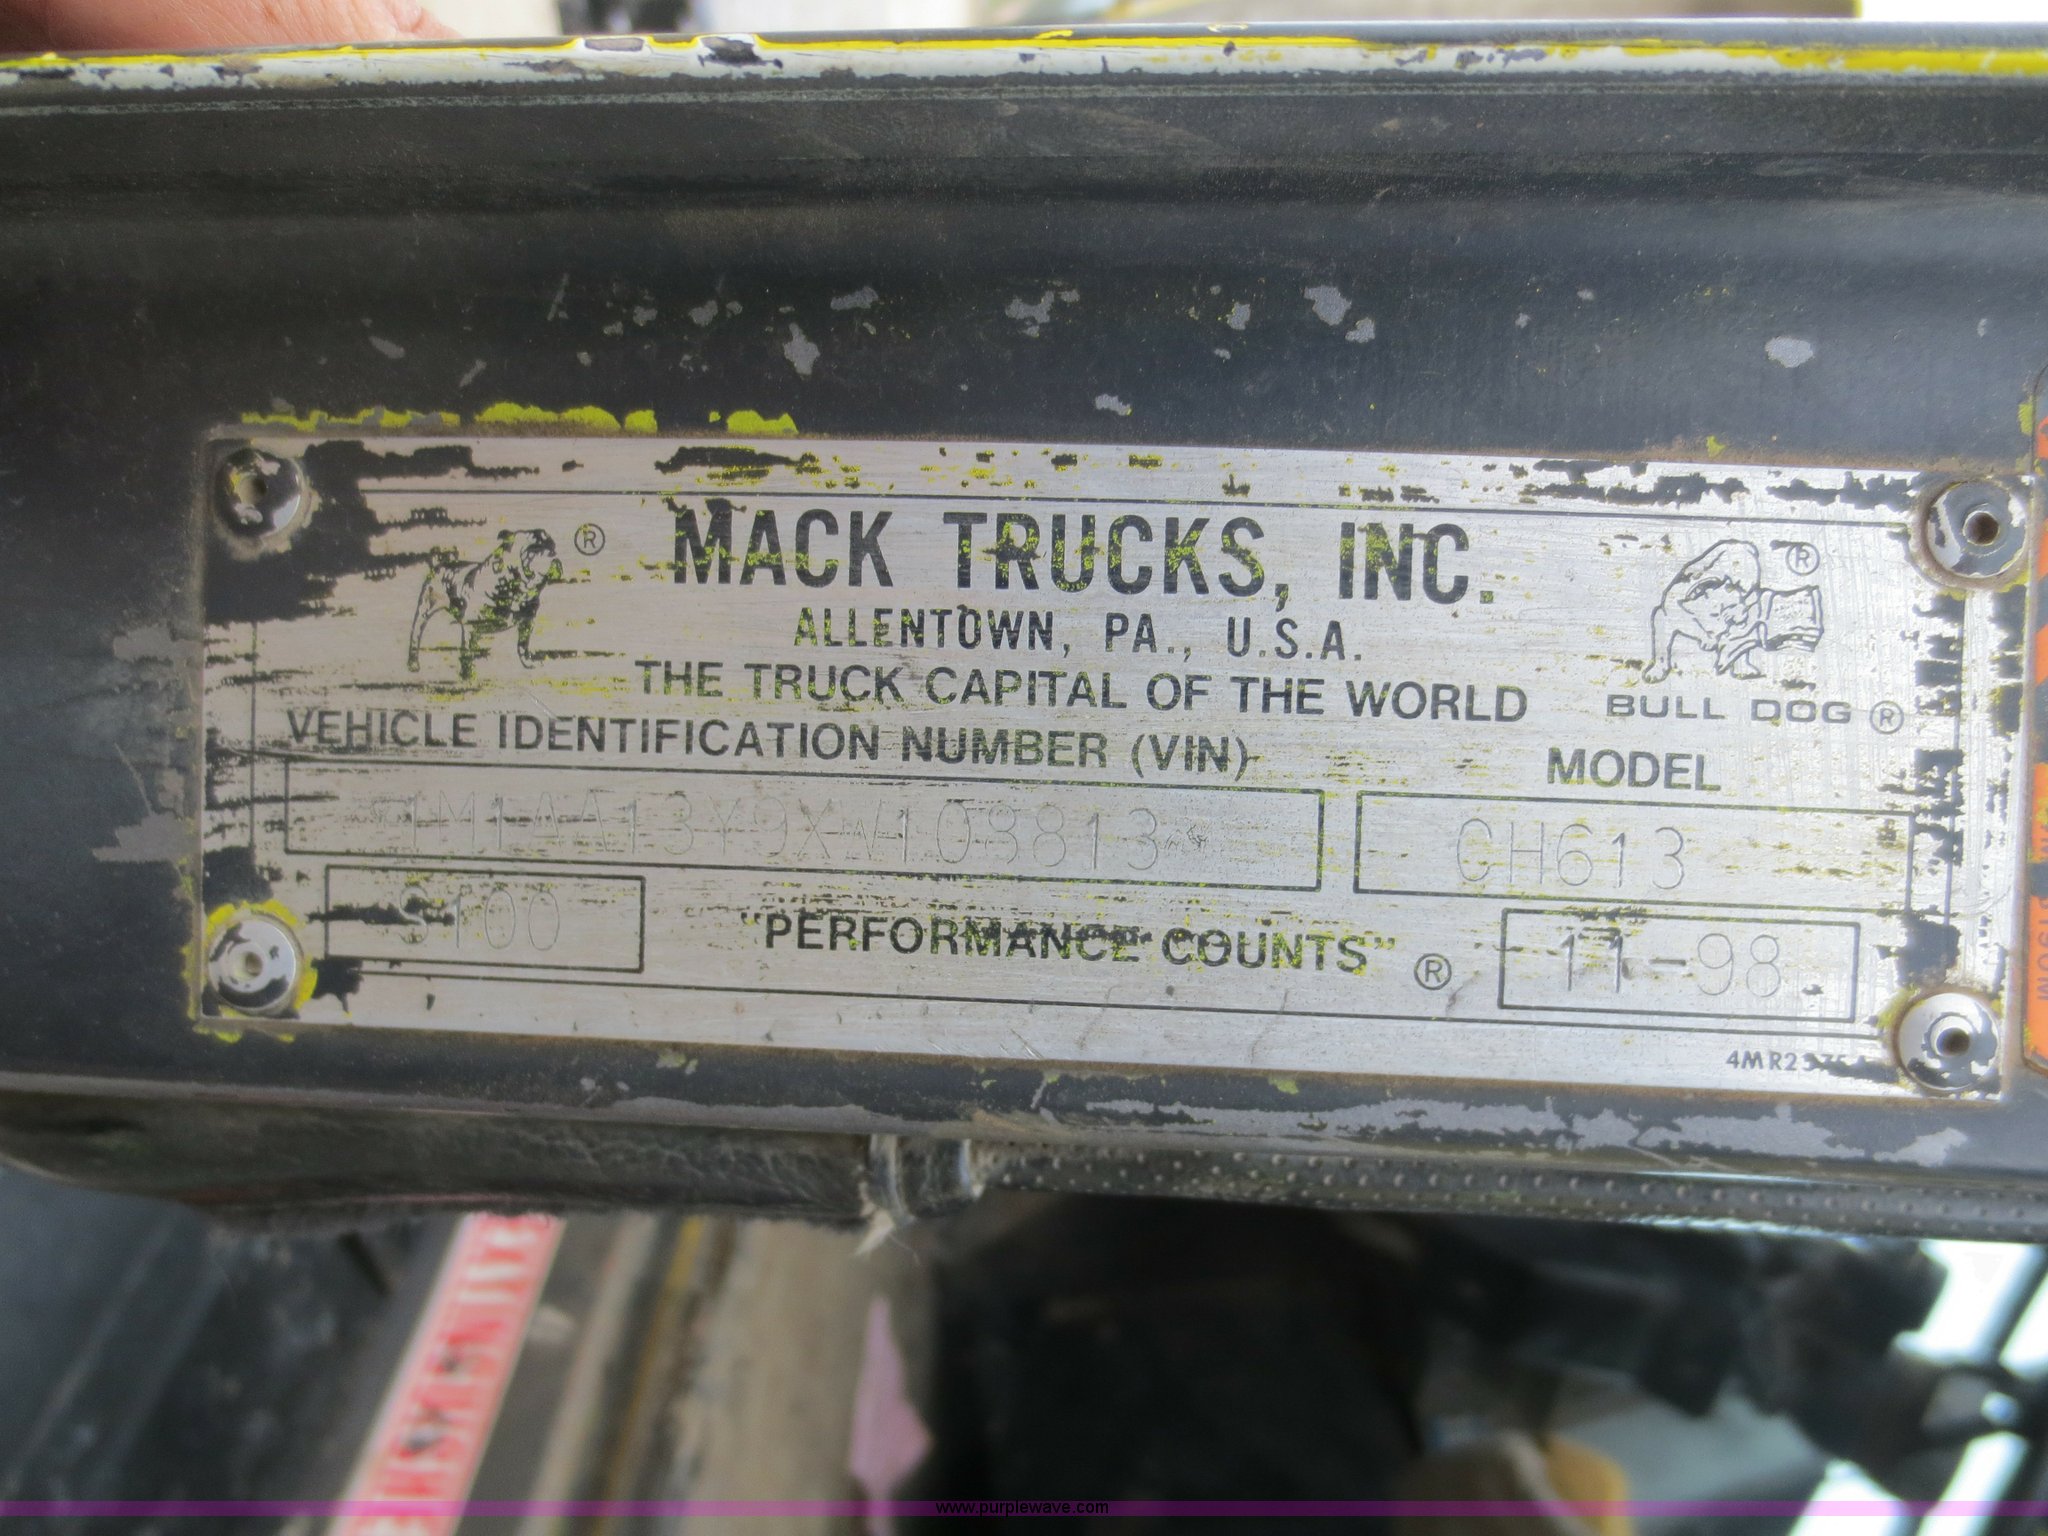 MACK TRUCKS, INC.
ALLENTOWN, PA., U.S.A.
THE TRUCK CAPITAL OF THE WORLD
BULL DOG ®
VEHICLE IDENTIFICATION NUMBER (VIN)
MODEL
*1M1AA13Y9XW109813*
CH613
S100
"PERFORMANCE COUNTS" ®
11-98
www.purplewave.com